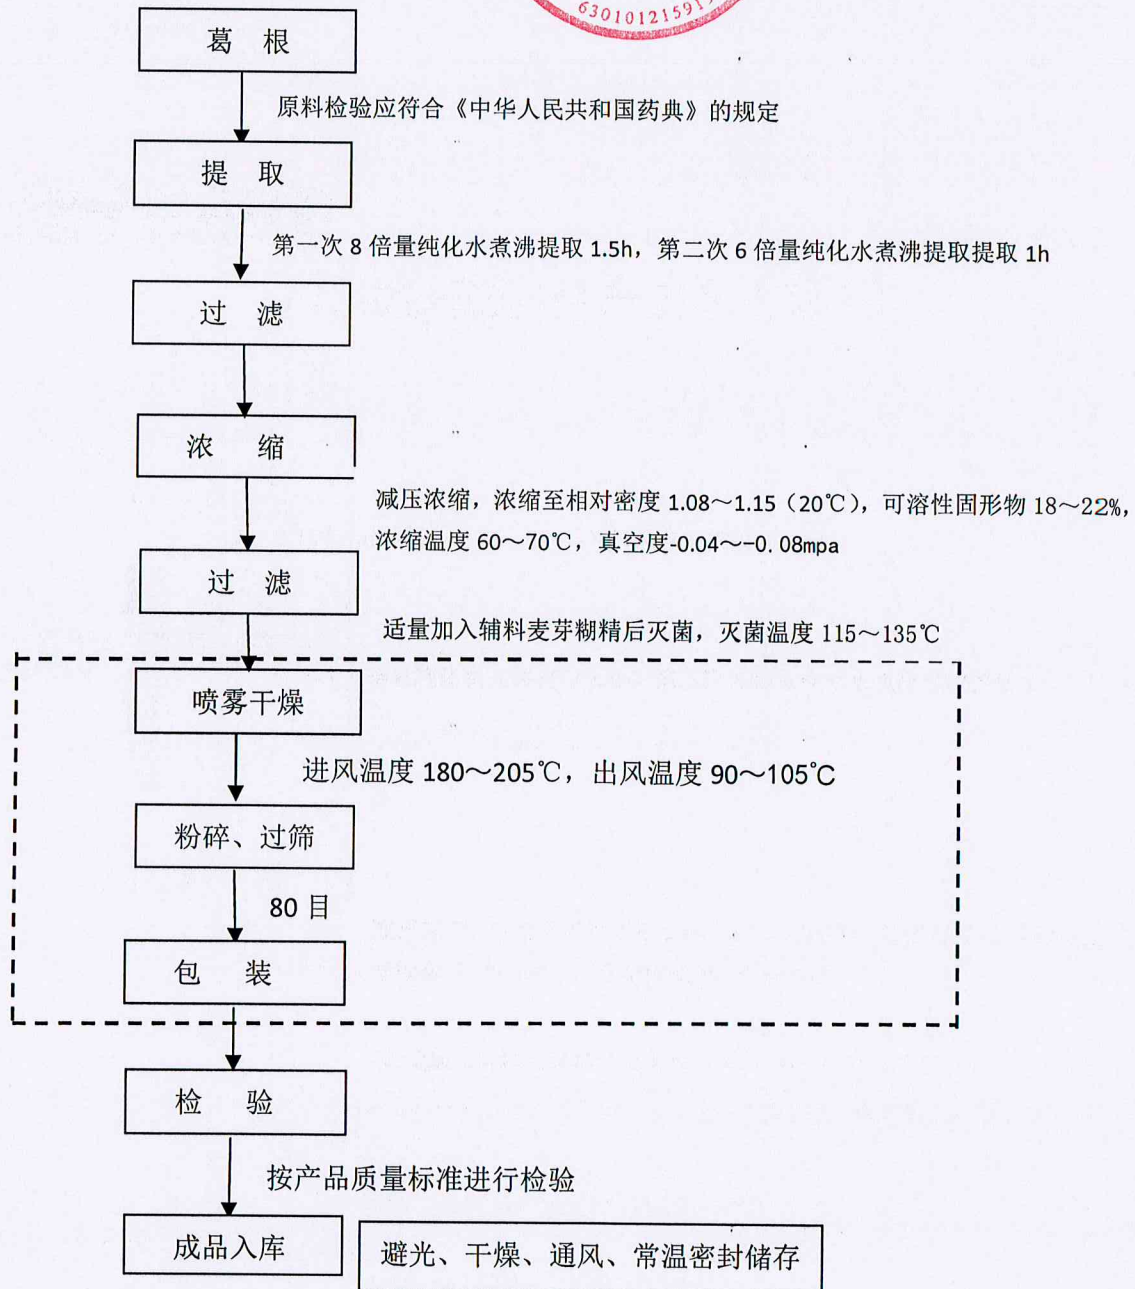 6301012159
葛 根
原料检验应符合《中华人民共和国药典》的规定
提 取
第一次 8 倍量纯化水煮沸提取 1.5h，第二次 6 倍量纯化水煮沸提取提取 1h
过 滤
浓 缩
减压浓缩，浓缩至相对密度 1.08～1.15（20℃），可溶性固形物 18～22%，
浓缩温度 60～70℃，真空度-0.04～-0.08mpa
过 滤
适量加入辅料麦芽糊精后灭菌，灭菌温度 115～135℃
喷雾干燥
进风温度 180～205℃，出风温度 90～105℃
粉碎、过筛
80 目
包 装
检 验
按产品质量标准进行检验
成品入库
避光、干燥、通风、常温密封储存